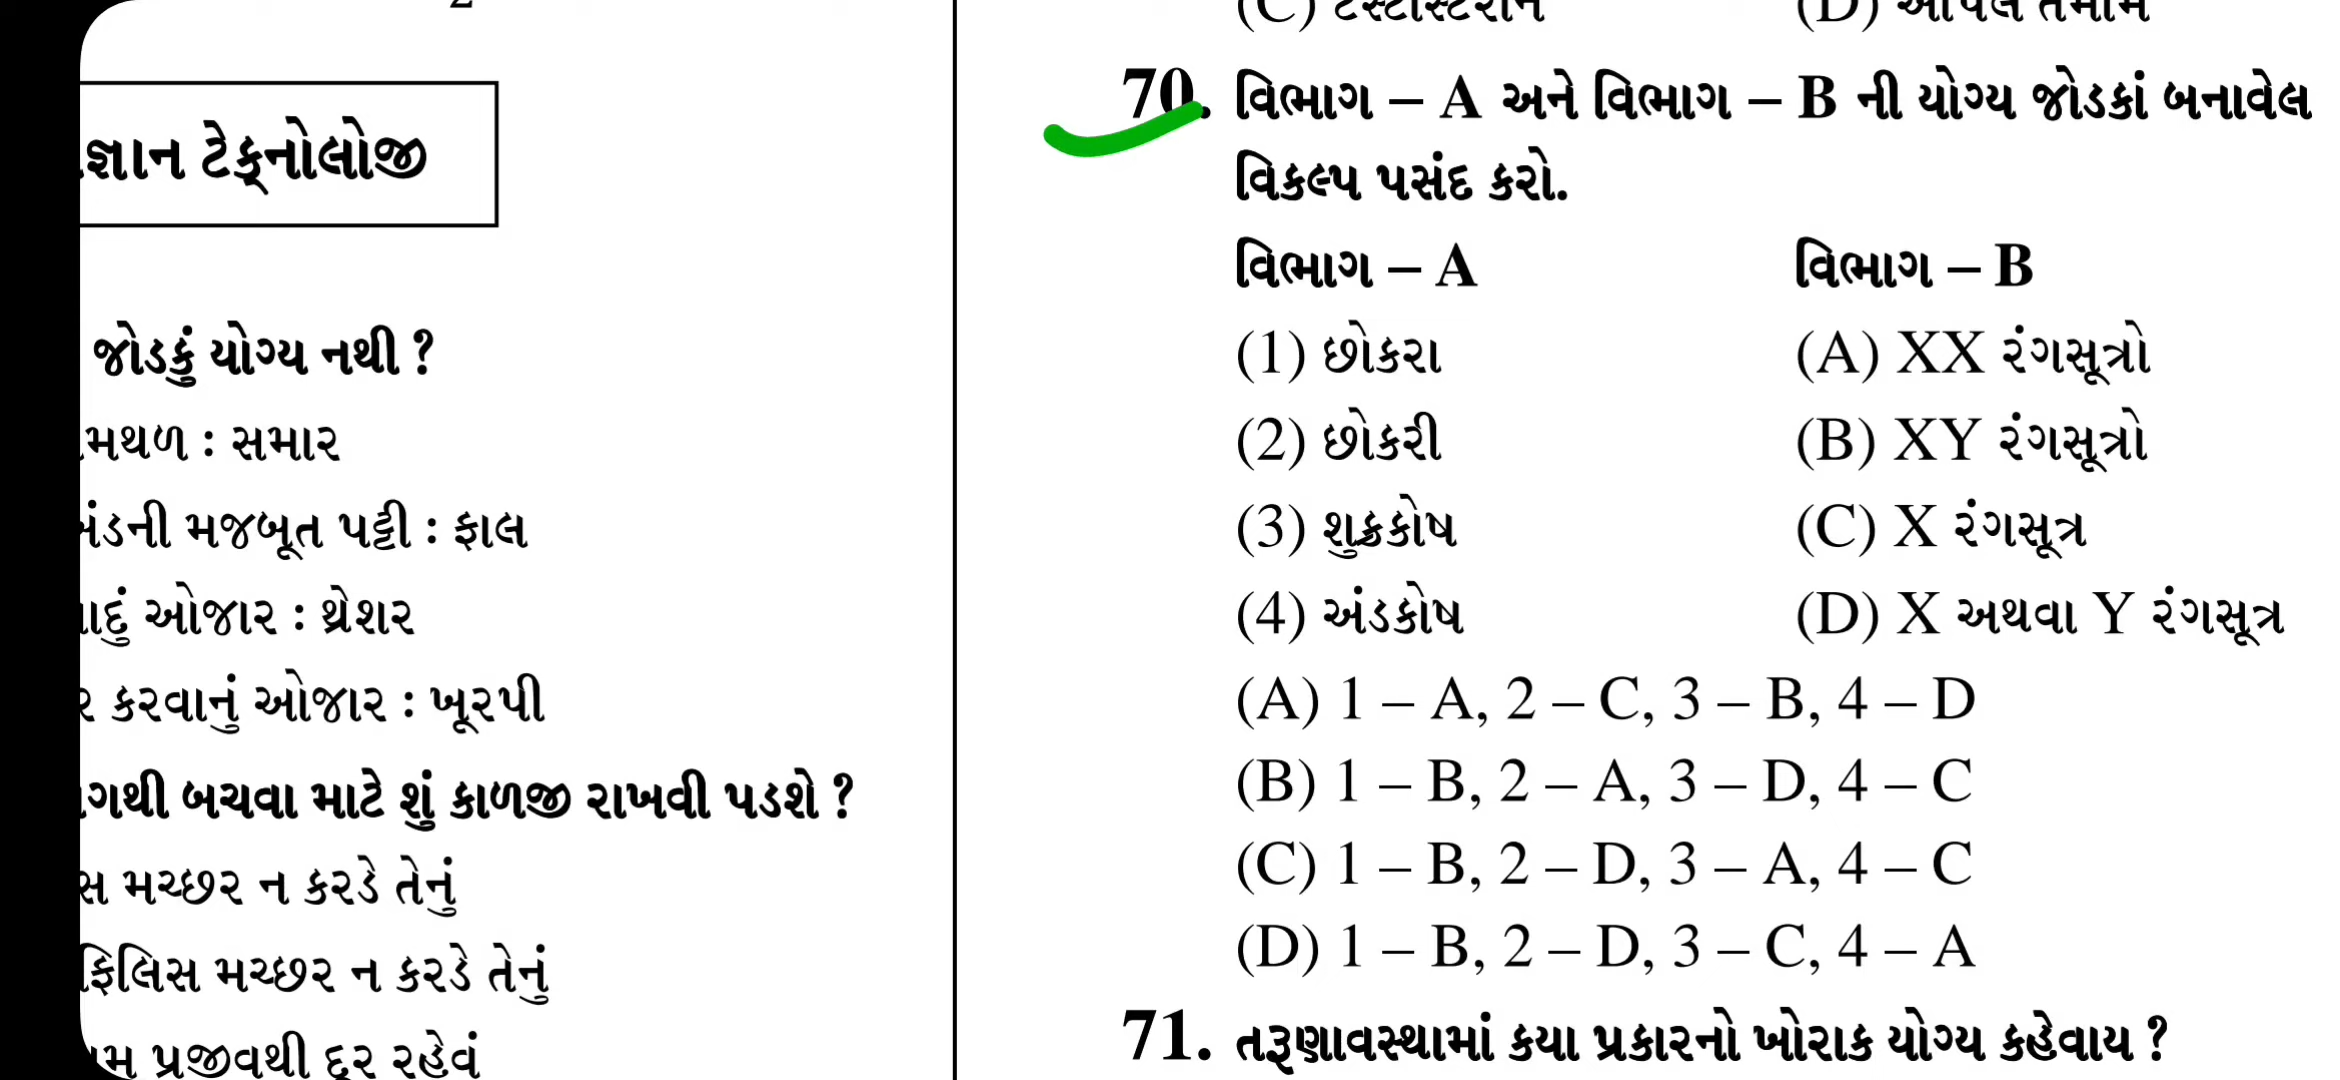 ટેક્નોલોજી
જોડકું યોગ્ય નથી ?
: સમાર
મજબૂત પટ્ટી : ફાલ
ઓજાર : થ્રેશર
કરવાનું ઓજાર : ખૂરપી
બચવા માટે શું કાળજી રાખવી પડશે ?
મચ્છર ન કરડે તેનું
મચ્છર ન કરડે તેનું
પ્રજીવથી દૂર રહેવું
70. વિભાગ – A અને વિભાગ – B ની યોગ્ય જોડકાં બનાવેલ
વિકલ્પ પસંદ કરો.
વિભાગ – A વિભાગ – B
(1) છોકરા (A) XX રંગસૂત્રો
(2) છોકરી (B) XY રંગસૂત્રો
(3) શુક્રકોષ (C) X રંગસૂત્ર
(4) અંડકોષ (D) X અથવા Y રંગસૂત્ર
(A) 1 – A, 2 – C, 3 – B, 4 – D
(B) 1 – B, 2 – A, 3 – D, 4 – C
(C) 1 – B, 2 – D, 3 – A, 4 – C
(D) 1 – B, 2 – D, 3 – C, 4 – A
71. તરૂણાવસ્થામાં કયા પ્રકારનો ખોરાક યોગ્ય કહેવાય ?